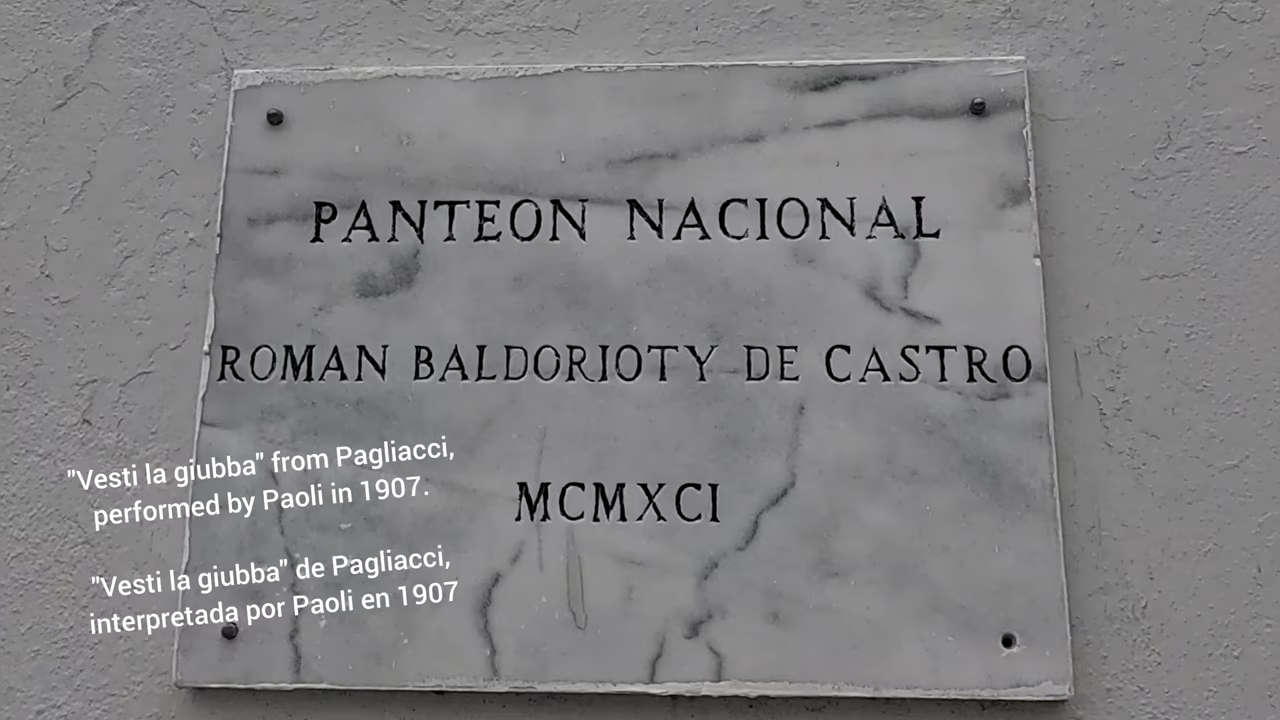 PANTEON NACIONAL
ROMAN BALDORIOTY DE CASTRO
MCMXCI
"Vesti la giubba" from Pagliacci,
performed by Paoli in 1907.
"Vesti la giubba" de Pagliacci,
interpretada por Paoli en 1907